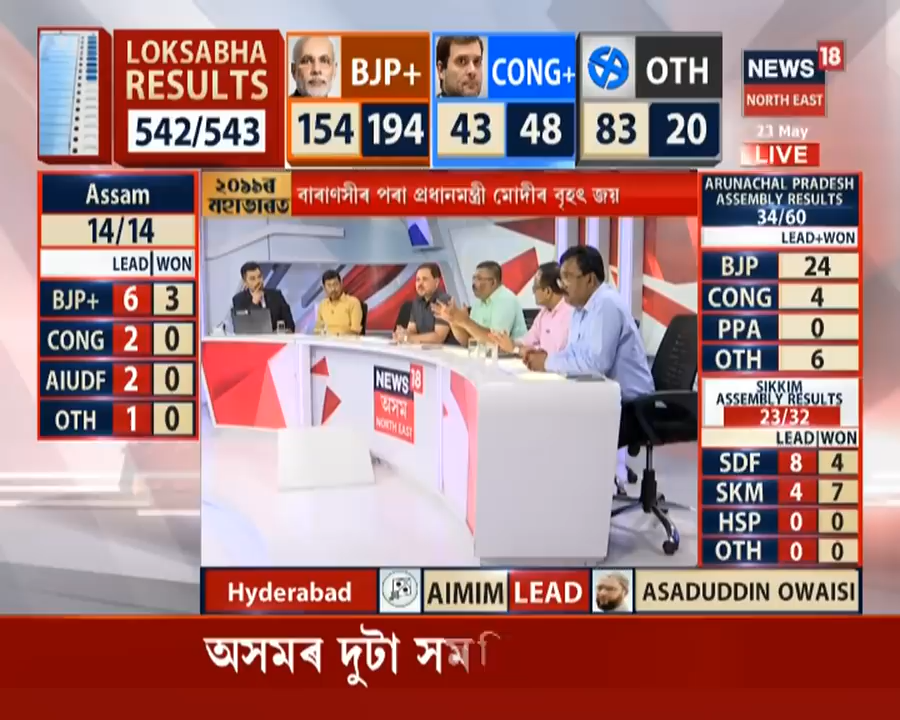 LOKSABHA
RESULTS
542/543
BJP+
154 194
CONG+
43 48
OTH
83 20
NEWS 18
NORTH EAST
23 May
LIVE
Assam
14/14
LEAD WON
BJP+ 6 3
CONG 2 0
AIUDF 2 0
OTH 1 0
২০১৯ৰ
মহাভাৰত
বাৰাণসীৰ পৰা প্ৰধানমন্ত্ৰী মোদীৰ বৃহৎ জয়
NEWS 18
অসম
NORTH EAST
ARUNACHAL PRADESH
ASSEMBLY RESULTS
34/60
LEAD+WON
BJP 24
CONG 4
PPA 0
OTH 6
SIKKIM
ASSEMBLY RESULTS
23/32
LEAD WON
SDF 8 4
SKM 4 7
HSP 0 0
OTH 0 0
Hyderabad AIMIM LEAD ASADUDDIN OWAISI
অসমৰ দুটা সম